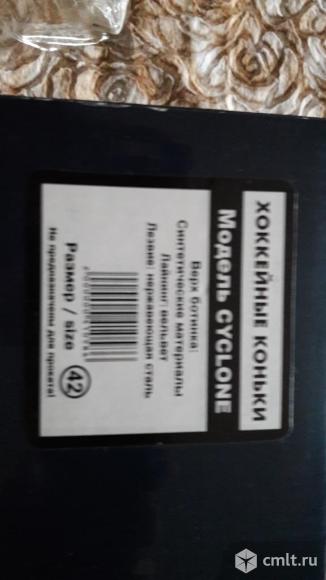 ХОККЕЙНЫЕ КОНЬКИ
Модель CYCLONE
Верх ботинка:
Синтетические материалы
Лайнинг: вельвет
Лезвие: нержавеющая сталь
Размер / size 42
Не предназначены для проката!
cmlt.ru